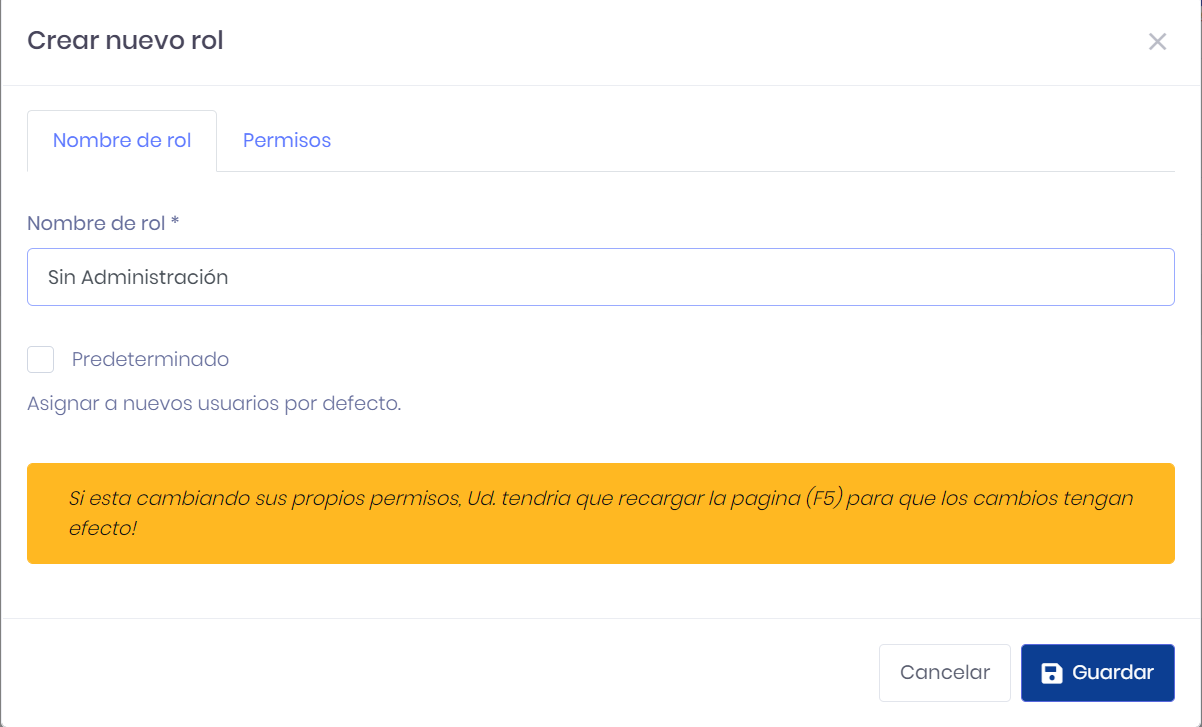 Crear nuevo rol
Nombre de rol
Permisos
Nombre de rol *
Sin Administración
Predeterminado
Asignar a nuevos usuarios por defecto.
Si esta cambiando sus propios permisos, Ud. tendria que recargar la pagina (F5) para que los cambios tengan
efecto!
Cancelar
Guardar